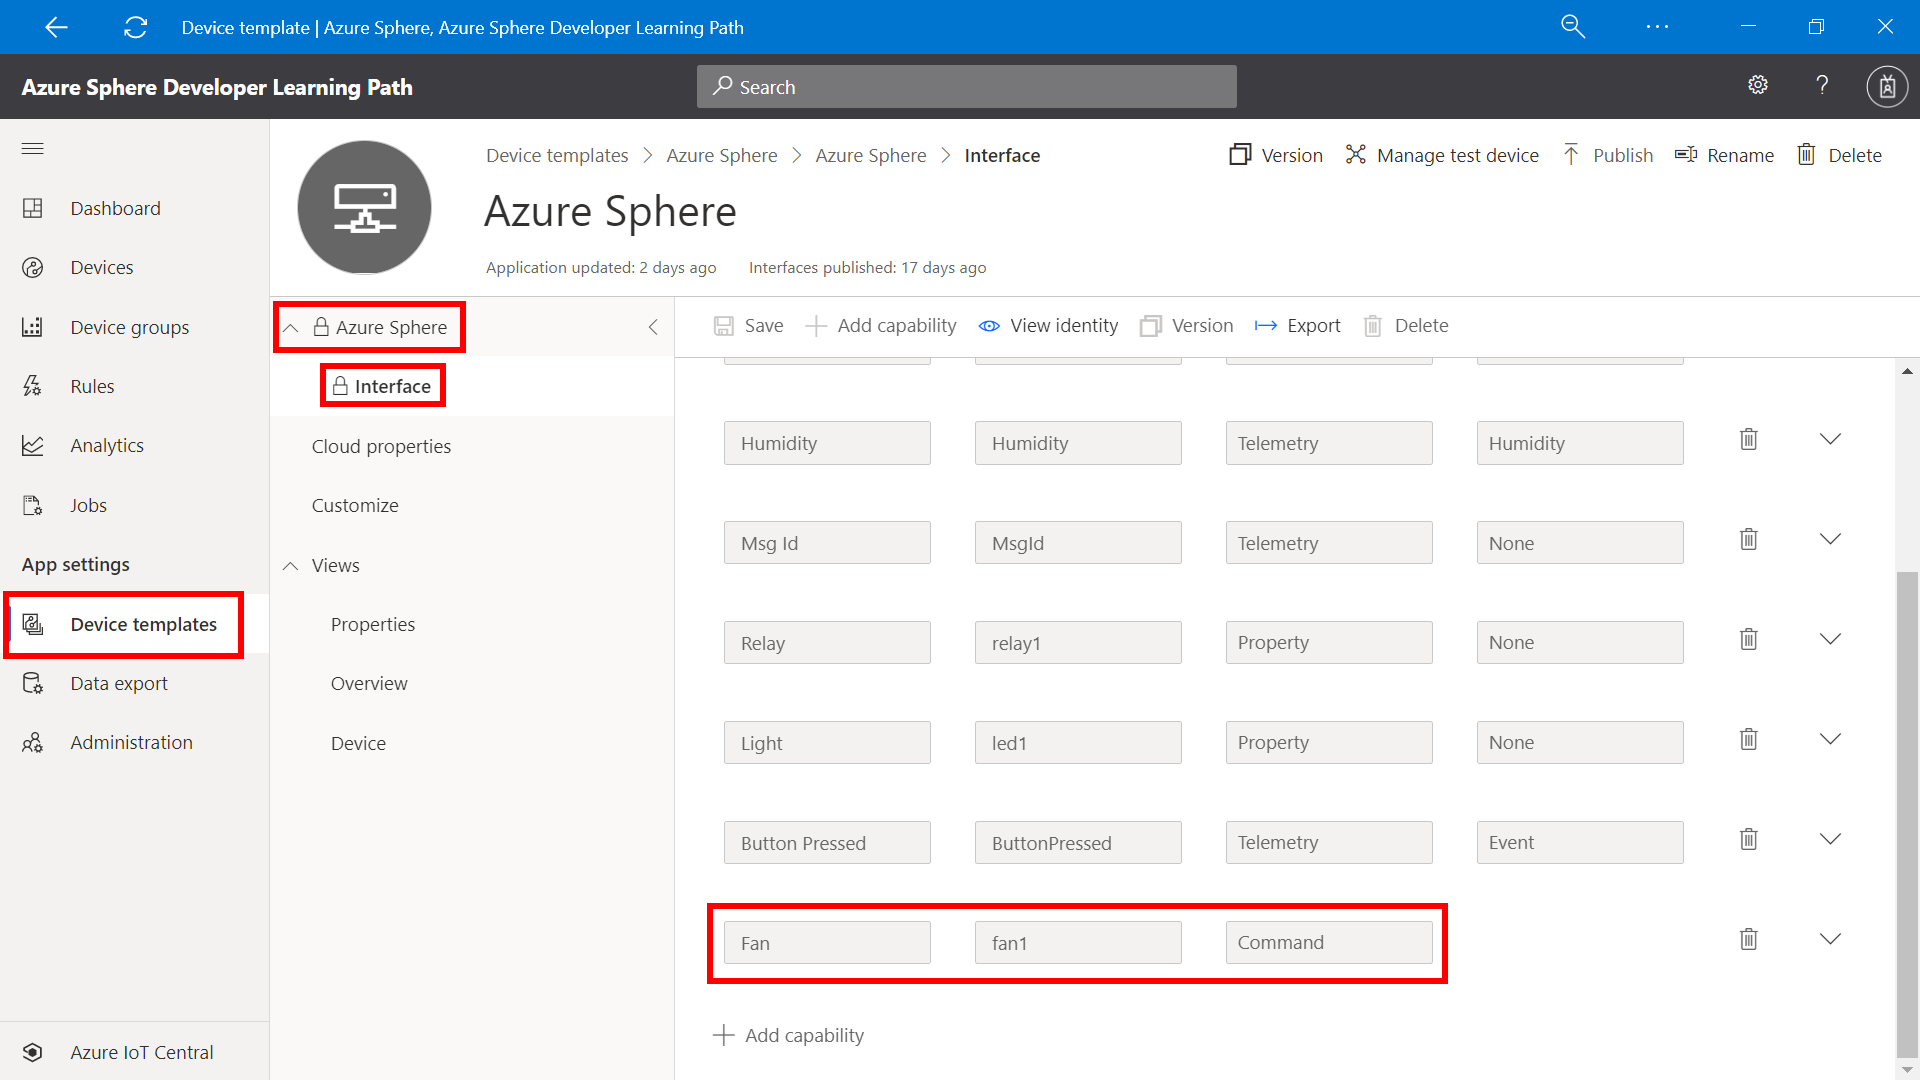 Device template | Azure Sphere, Azure Sphere Developer Learning Path
Azure Sphere Developer Learning Path
Search
?
Dashboard
Devices
Device groups
Rules
Analytics
Jobs
App settings
Device templates
Data export
Administration
Azure IoT Central
Device templates > Azure Sphere > Azure Sphere > Interface
Version Manage test device Publish Rename Delete
Azure Sphere
Application updated: 2 days ago Interfaces published: 17 days ago
Azure Sphere
Interface
Cloud properties
Customize
Views
Properties
Overview
Device
Save Add capability View identity Version Export Delete
Humidity Humidity Telemetry Humidity
Msg Id MsgId Telemetry None
Relay relay1 Property None
Light led1 Property None
Button Pressed ButtonPressed Telemetry Event
Fan fan1 Command
Add capability